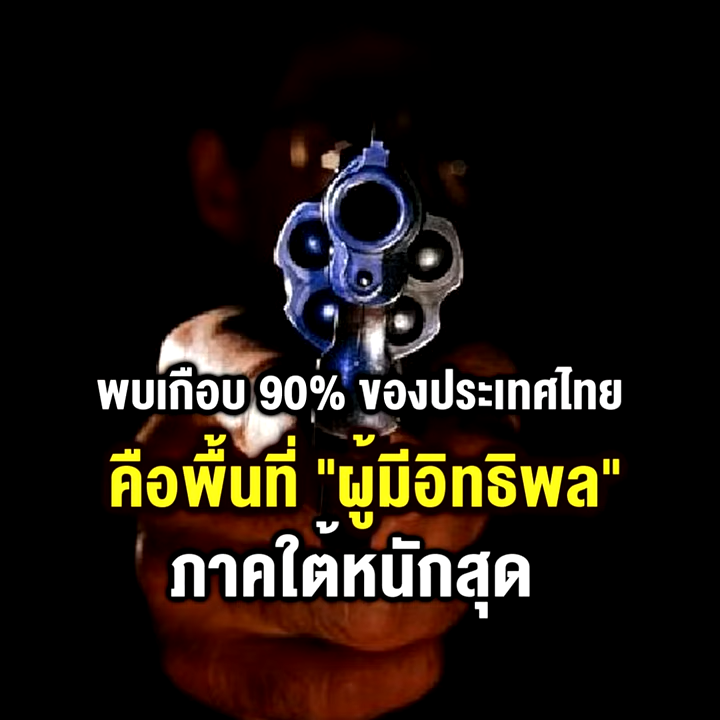 พบเกือบ 90% ของประเทศไทย
คือพื้นที่ "ผู้มีอิทธิพล"
ภาคใต้หนักสุด